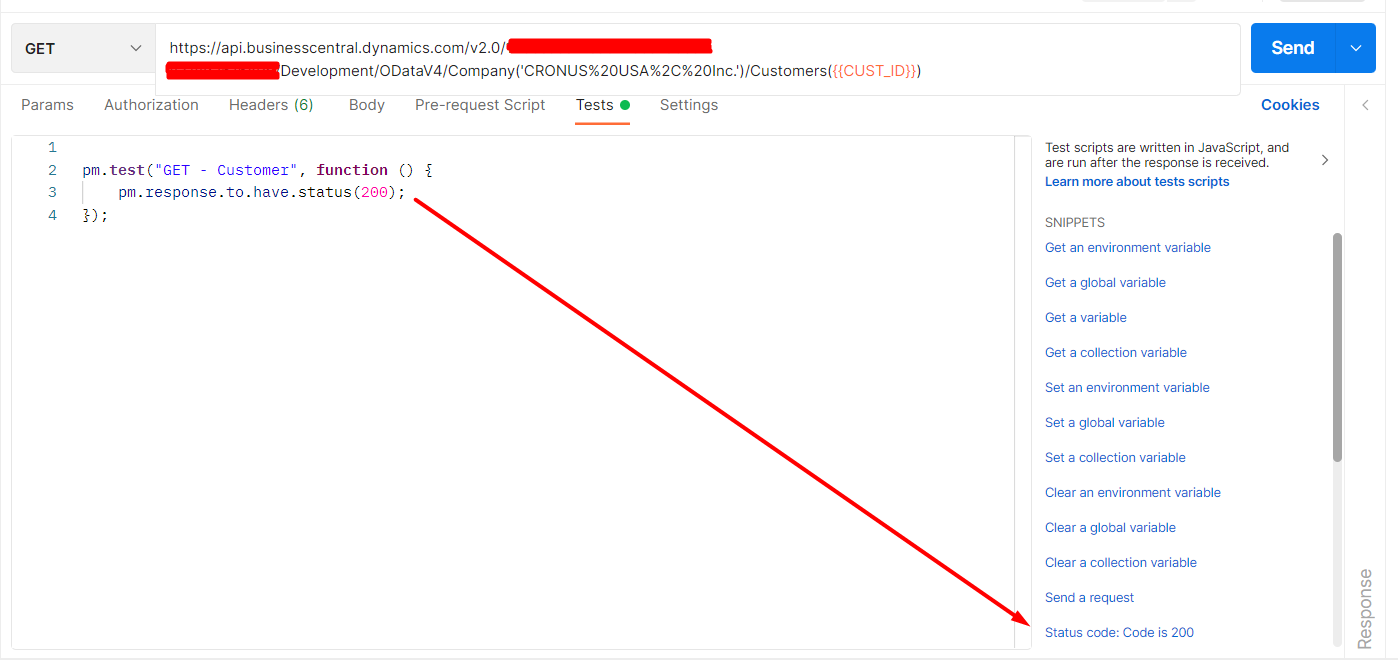 GET
https://api.businesscentral.dynamics.com/v2.0/
Development/ODataV4/Company('CRONUS%20USA%2C%20Inc.')/Customers({{CUST_ID}})
Send
Params Authorization Headers (6) Body Pre-request Script Tests Settings Cookies
1
2 pm.test("GET - Customer", function () {
3 pm.response.to.have.status(200);
4 });
Test scripts are written in JavaScript, and
are run after the response is received.
Learn more about tests scripts
SNIPPETS
Get an environment variable
Get a global variable
Get a variable
Get a collection variable
Set an environment variable
Set a global variable
Set a collection variable
Clear an environment variable
Clear a global variable
Clear a collection variable
Send a request
Status code: Code is 200
Response